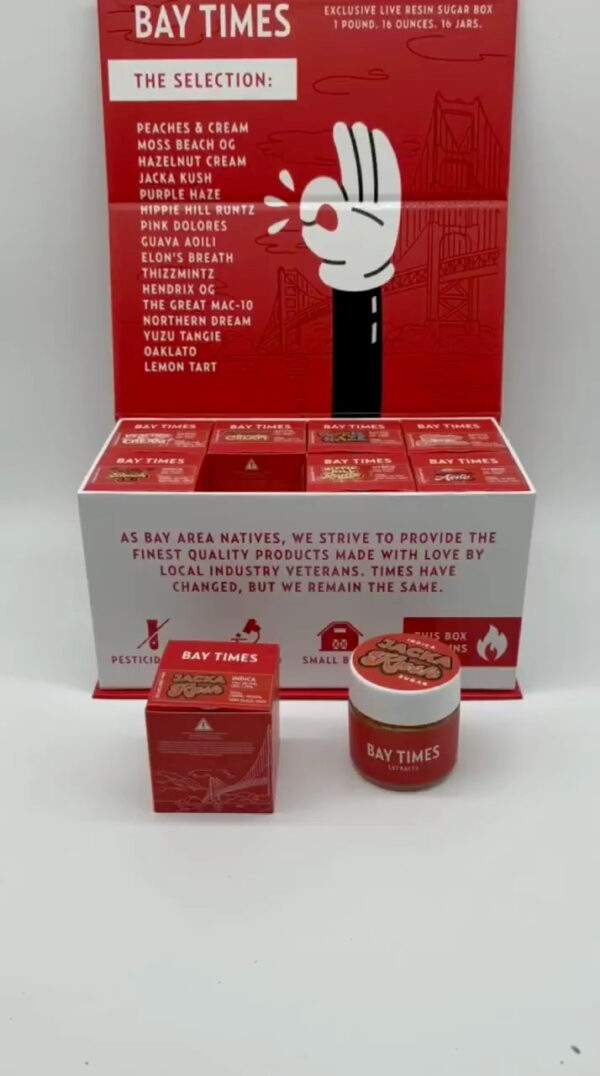 BAY TIMES
EXCLUSIVE LIVE RESIN SUGAR BOX
1 POUND. 16 OUNCES. 16 JARS.
THE SELECTION:
PEACHES & CREAM
MOSS BEACH OG
HAZELNUT CREAM
JACKA KUSH
PURPLE HAZE
HIPPIE HILL RUNTZ
PINK DOLORES
GUAVA AOILI
ELON'S BREATH
THIZZMINTZ
HENDRIX OG
THE GREAT MAC-10
NORTHERN DREAM
YUZU TANGIE
OAKLATO
LEMON TART
BAY TIMES BAY TIMES BAY TIMES BAY TIMES
CREAM HAZE
BAY TIMES BAY TIMES BAY TIMES
AS BAY AREA NATIVES, WE STRIVE TO PROVIDE THE
FINEST QUALITY PRODUCTS MADE WITH LOVE BY
LOCAL INDUSTRY VETERANS. TIMES HAVE
CHANGED, BUT WE REMAIN THE SAME.
PESTICID SMALL B THIS BOX
INS
BAY TIMES
JACKA
Kush
INDICA
INDICA
JACKA
Kush
SUGAR
BAY TIMES
EXTRACTS